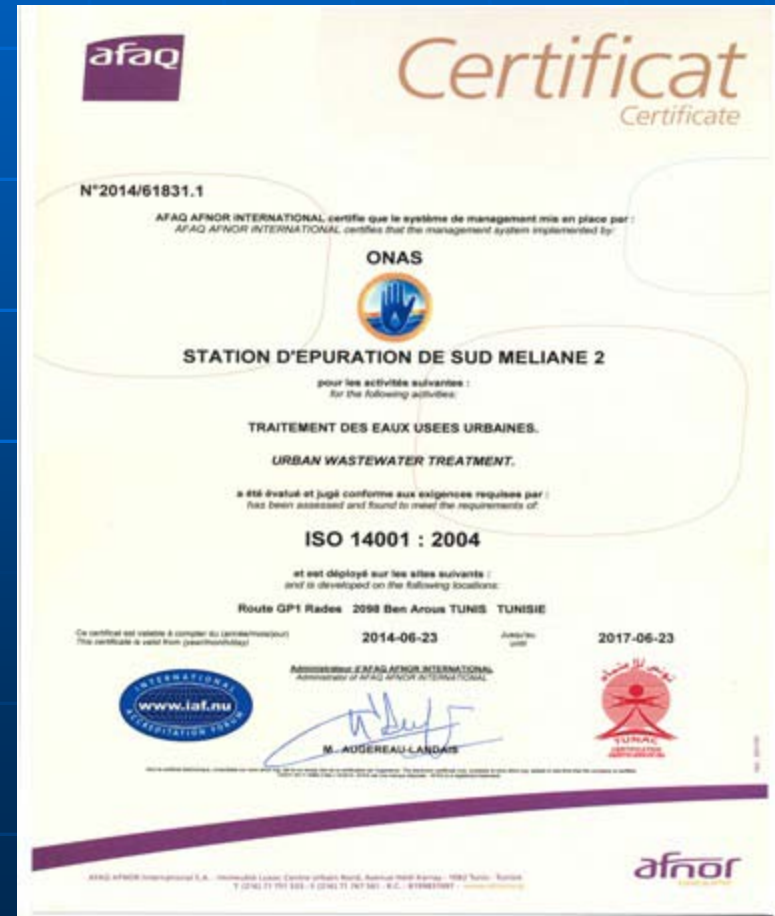 afaq
Certificat
Certificate
N°2014/61831.1
AFAQ AFNOR INTERNATIONAL certifie que le système de management mis en place par :
AFAQ AFNOR INTERNATIONAL certifies that the management system implemented by:
ONAS
STATION D'EPURATION DE SUD MELIANE 2
pour les activités suivantes :
for the following activities:
TRAITEMENT DES EAUX USEES URBAINES.
URBAN WASTEWATER TREATMENT.
a été évalué et jugé conforme aux exigences requises par :
has been assessed and found to meet the requirements of:
ISO 14001 : 2004
et est déployé sur les sites suivants :
and is developed on the following locations:
Route GP1 Rades 2098 Ben Arous TUNIS TUNISIE
Ce certificat est valable à compter du (année/mois/jour)
This certificate is valid from (year/month/day)
2014-06-23
Jusqu'au
until
2017-06-23
Administrateur d'AFAQ AFNOR INTERNATIONAL
Administrator of AFAQ AFNOR INTERNATIONAL
INTERNATIONAL
www.iaf.nu
ACCREDITATION FORUM
M. AUGEREAU-LANDAIS
تونس للاعتماد
TUNAC
CERTIFICATION
afnor